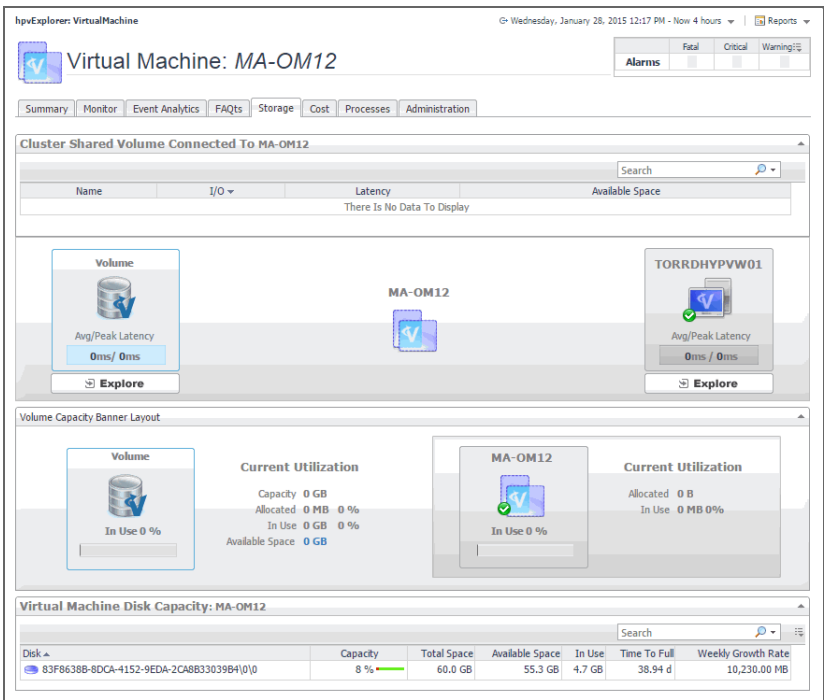 hpvExplorer: VirtualMachine
Wednesday, January 28, 2015 12:17 PM - Now 4 hours | Reports
Virtual Machine: MA-OM12
Fatal Critical Warning
Alarms
Summary Monitor Event Analytics FAQts Storage Cost Processes Administration
Cluster Shared Volume Connected To MA-OM12
Search
Name I/O Latency Available Space
There Is No Data To Display
Volume
Avg/Peak Latency
0ms/ 0ms
Explore
MA-OM12
TORRDHYPVW01
Avg/Peak Latency
0ms / 0ms
Explore
Volume Capacity Banner Layout
Volume
In Use 0 %
Current Utilization
Capacity 0 GB
Allocated 0 MB 0 %
In Use 0 GB 0 %
Available Space 0 GB
MA-OM12
In Use 0 %
Current Utilization
Allocated 0 B
In Use 0 MB 0%
Virtual Machine Disk Capacity: MA-OM12
Search
Disk Capacity Total Space Available Space In Use Time To Full Weekly Growth Rate
83F8638B-8DCA-4152-9EDA-2CA8B33039B4\0\0 8 % 60.0 GB 55.3 GB 4.7 GB 38.94 d 10,230.00 MB